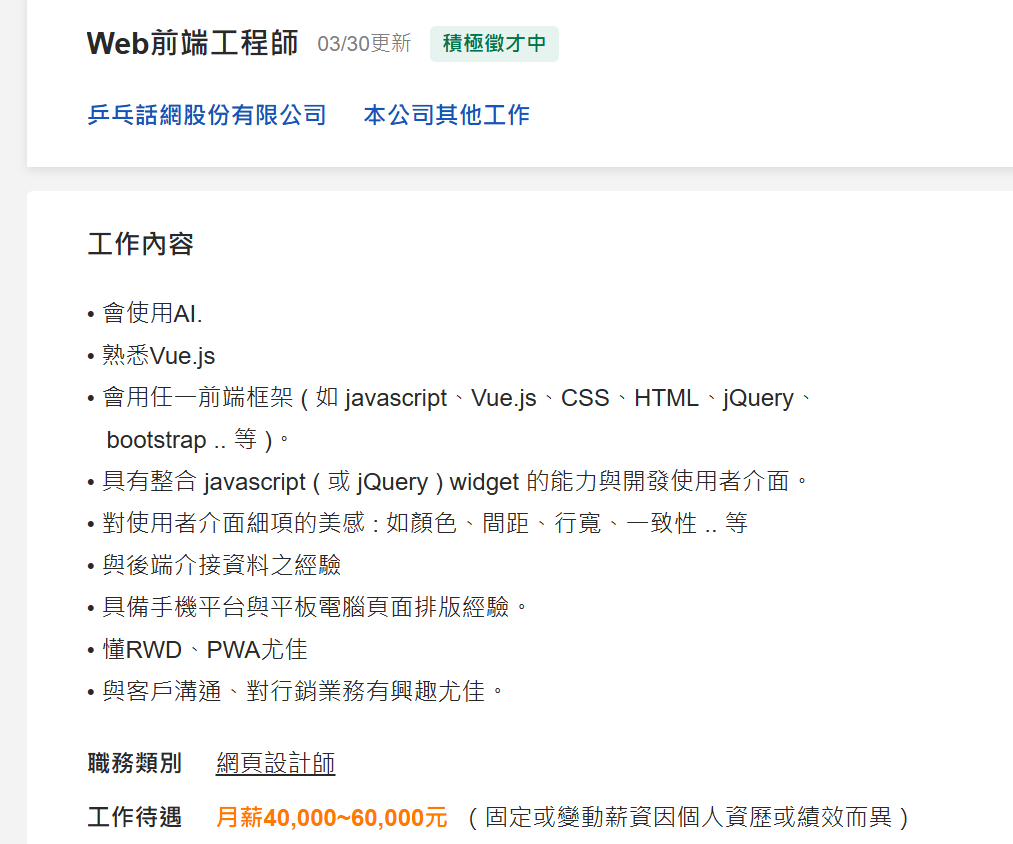 Web前端工程師 03/30更新 積極徵才中
乒乓話網股份有限公司 本公司其他工作
工作內容
• 會使用AI.
• 熟悉Vue.js
• 會用任一前端框架 ( 如 javascript、Vue.js、CSS、HTML、jQuery、
bootstrap .. 等 )。
• 具有整合 javascript ( 或 jQuery ) widget 的能力與開發使用者介面。
• 對使用者介面細項的美感 : 如顏色、間距、行寬、一致性 .. 等
• 與後端介接資料之經驗
• 具備手機平台與平板電腦頁面排版經驗。
• 懂RWD、PWA尤佳
• 與客戶溝通、對行銷業務有興趣尤佳。
職務類別 網頁設計師
工作待遇 月薪40,000~60,000元 ( 固定或變動薪資因個人資歷或績效而異 )